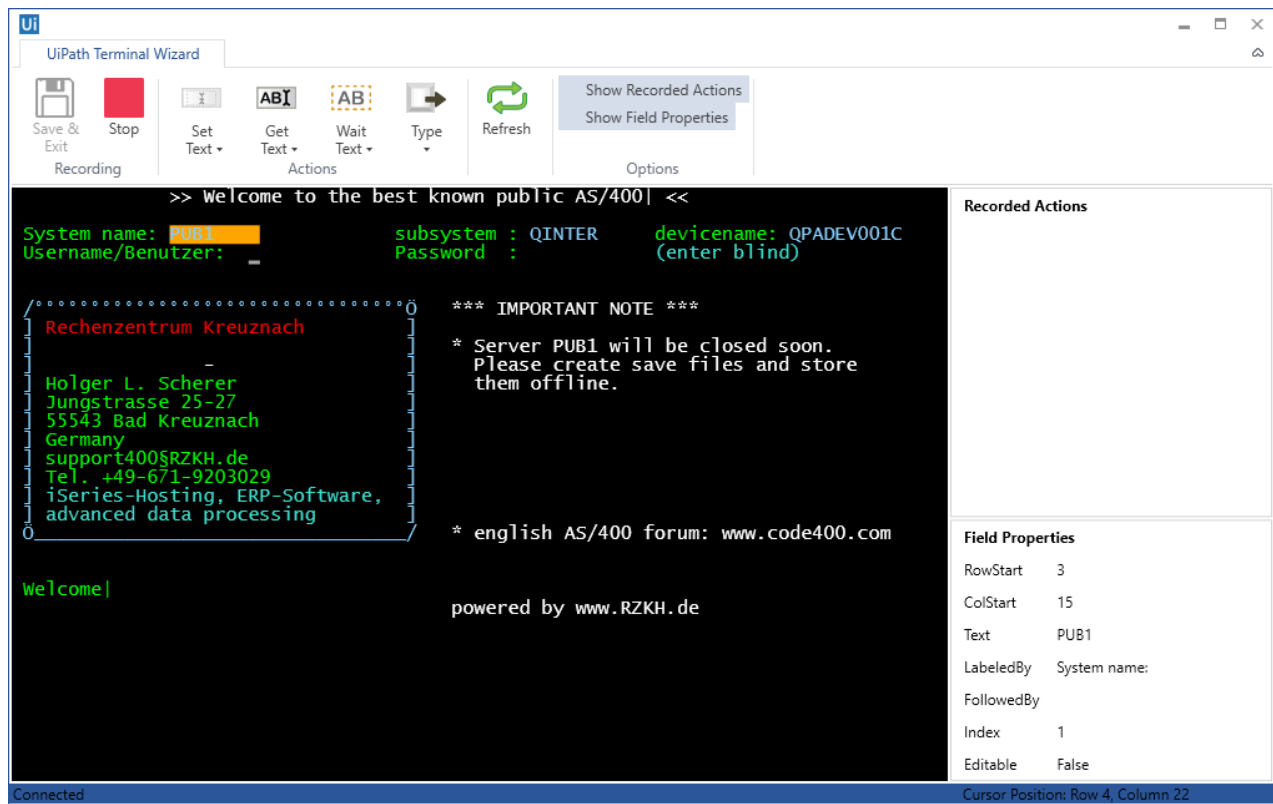 Ui
UiPath Terminal Wizard
Save & Exit
Stop
Set Text
Get Text
Wait Text
Type
Refresh
Show Recorded Actions
Show Field Properties
Recording
Actions
Options
>> Welcome to the best known public AS/400| <<
System name: PUB1 subsystem : QINTER devicename: QPADEV001C
Username/Benutzer: _ Password : (enter blind)
/°°°°°°°°°°°°°°°°°°°°°°°°°°°°°°°°°Ö *** IMPORTANT NOTE ***
] Rechenzentrum Kreuznach ]
] ] * Server PUB1 will be closed soon.
] _ ] Please create save files and store
] Holger L. Scherer ] them offline.
] Jungstrasse 25-27 ]
] 55543 Bad Kreuznach ]
] Germany ]
] support400§RZKH.de ]
] Tel. +49-671-9203029 ]
] iSeries-Hosting, ERP-Software, ]
] advanced data processing ]
Ö_________________________________/ * english AS/400 forum: www.code400.com
Welcome|
powered by www.RZKH.de
Recorded Actions
Field Properties
RowStart 3
ColStart 15
Text PUB1
LabeledBy System name:
FollowedBy
Index 1
Editable False
Connected
Cursor Position: Row 4, Column 22